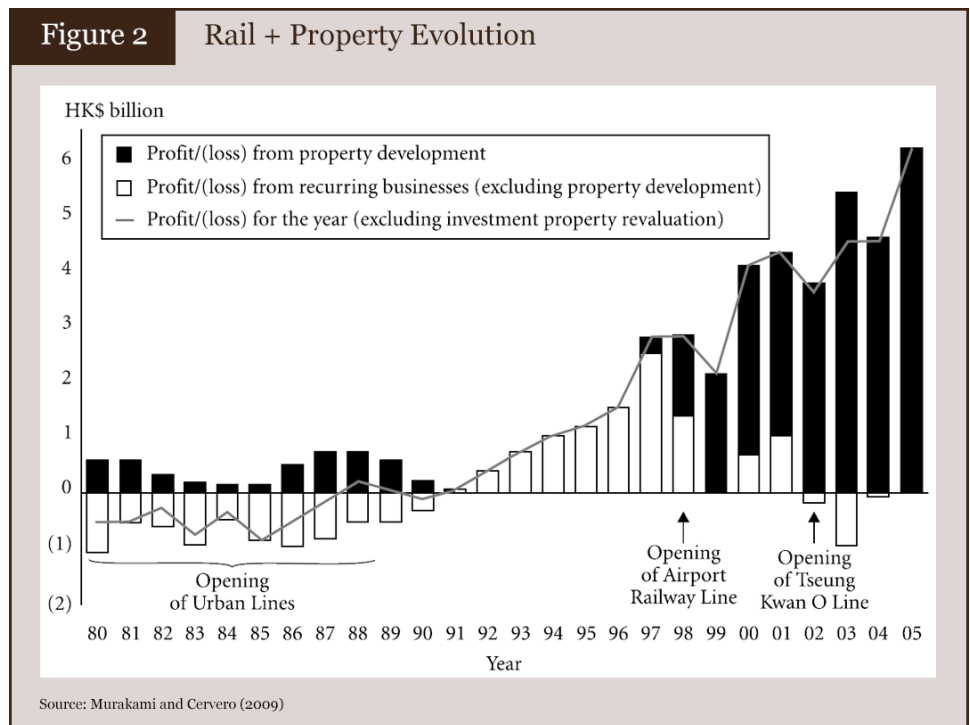 Figure 2
Rail + Property Evolution
HK$ billion
Profit/(loss) from property development
Profit/(loss) from recurring businesses (excluding property development)
Profit/(loss) for the year (excluding investment property revaluation)
6
5
4
3
2
1
0
(1)
(2)
Opening
of Urban Lines
Opening
of Airport
Railway Line
Opening
of Tseung
Kwan O Line
80 81 82 83 84 85 86 87 88 89 90 91 92 93 94 95 96 97 98 99 00 01 02 03 04 05
Year
Source: Murakami and Cervero (2009)